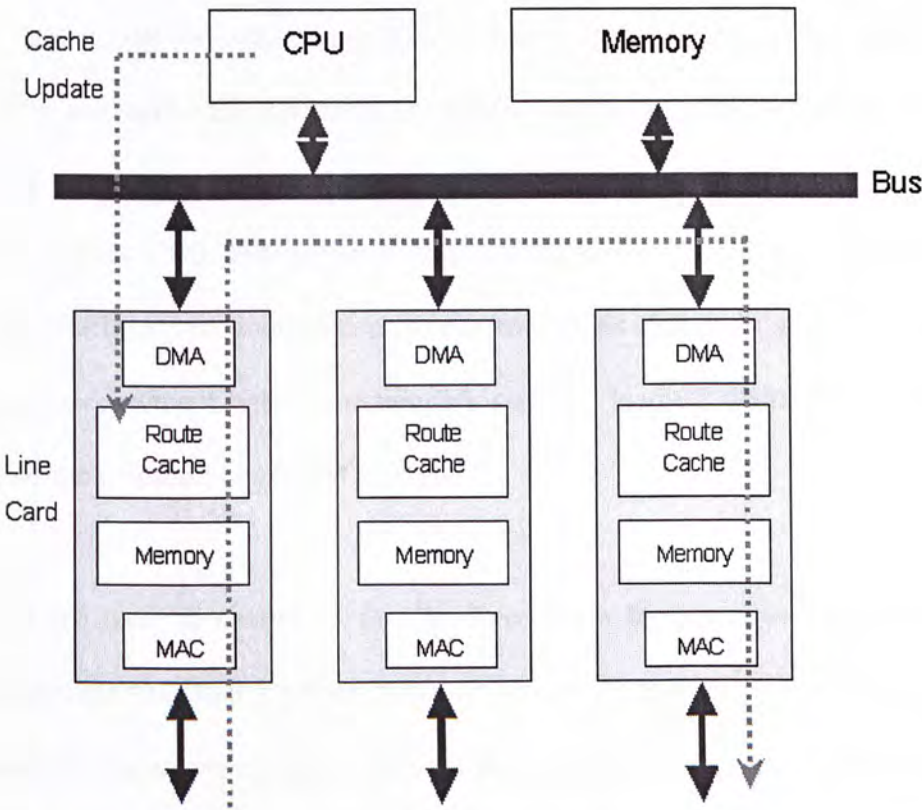 Cache
Update
CPU
Memory
Bus
Line
Card
DMA
Route
Cache
Memory
MAC
DMA
Route
Cache
Memory
MAC
DMA
Route
Cache
Memory
MAC